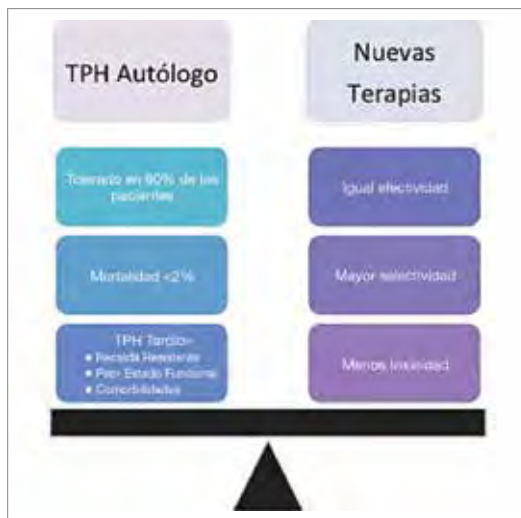 TPH Autólogo
Tolerado en 90% de los
pacientes
Mortalidad <2%
TPH Tardío=
• Recaída Resistente
• Peor Estado Funcional
• Comorbilidades
Nuevas
Terapias
Igual efectividad
Mayor selectividad
Menos toxicidad